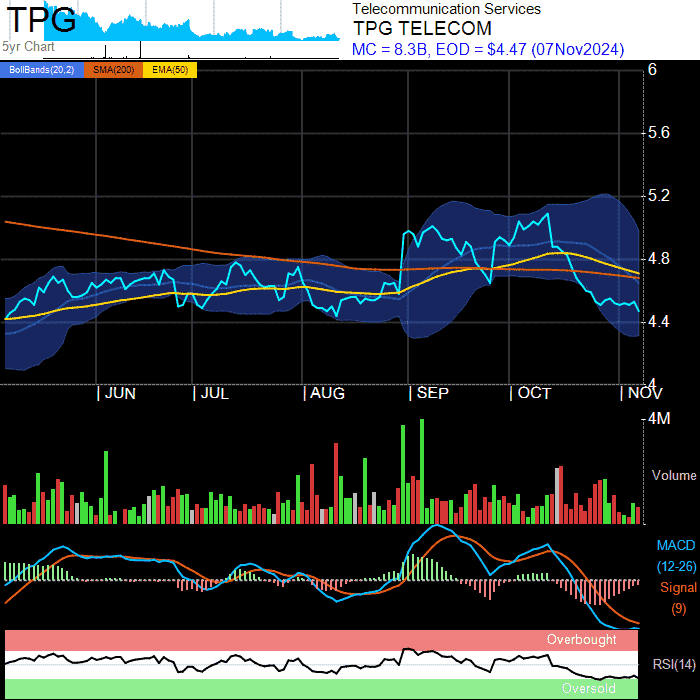 TPG
5yr Chart
Telecommunication Services
TPG TELECOM
MC = 8.3B, EOD = $4.47 (07Nov2024)
BollBands(20,2) SMA(200) EMA(50)
6
5.6
5.2
4.8
4.4
4
| JUN | JUL | AUG | SEP | OCT | NOV
4M
Volume
MACD
(12-26)
Signal
(9)
Overbought
RSI(14)
Oversold